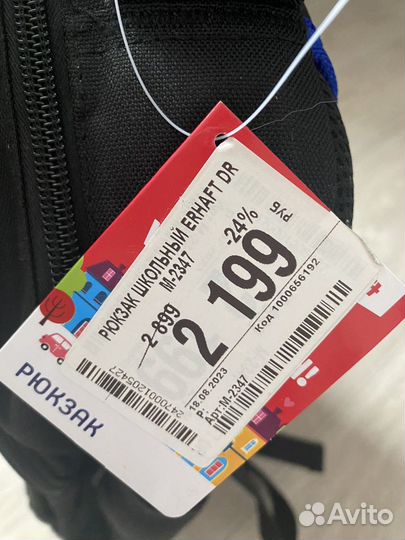 РЮКЗАК ШКОЛЬНЫЙ ERHAFT DR
M-2347
-24%
2 899
2 199
РУБ
Код 1000656192
2470001205427
18.08.2023
Р:
Арт:M-2347
РЮКЗАК
Avito